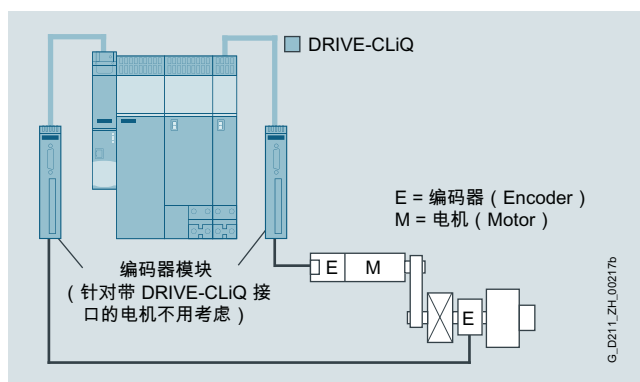 DRIVE-CLiQ
E = 编码器（Encoder）
M = 电机（Motor）
编码器模块
（针对带 DRIVE-CLiQ 接
口的电机不用考虑）
E M
E
G_D211_ZH_00217b